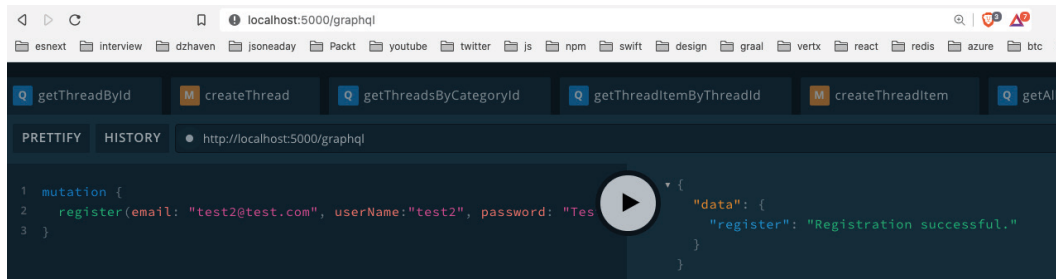 localhost:5000/graphql 3 7
esnext interview dzhaven jsoneaday Packt youtube twitter js npm swift design graal vertx react redis azure btc
Q getThreadById M createThread Q getThreadsByCategoryId Q getThreadItemByThreadId M createThreadItem Q getAl
PRETTIFY HISTORY http://localhost:5000/graphql
1 mutation {
2 register(email: "test2@test.com", userName:"test2", password: "Tes
3 }
{
"data": {
"register": "Registration successful."
}
}